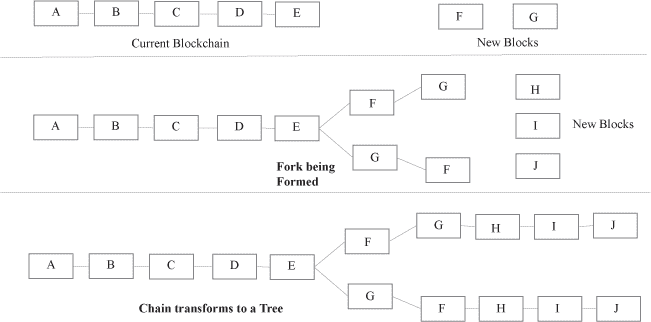 A B C D E F G
Current Blockchain New Blocks
G
F H
A B C D E I New Blocks
G
F J
Fork being
Formed
G H I J
F
A B C D E
G
F H I J
Chain transforms to a Tree